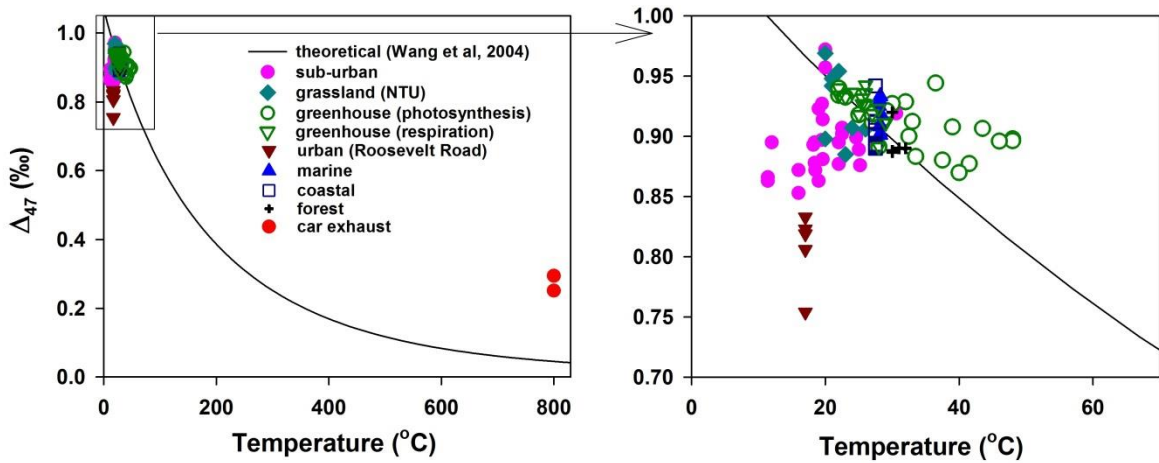 1.0
0.8
0.6
0.4
0.2
0.0
Δ47 (‰)
0
200
400
600
800
Temperature (oC)
theoretical (Wang et al, 2004)
sub-urban
grassland (NTU)
greenhouse (photosynthesis)
greenhouse (respiration)
urban (Roosevelt Road)
marine
coastal
forest
car exhaust
1.00
0.95
0.90
0.85
0.80
0.75
0.70
20
40
60
Temperature (oC)